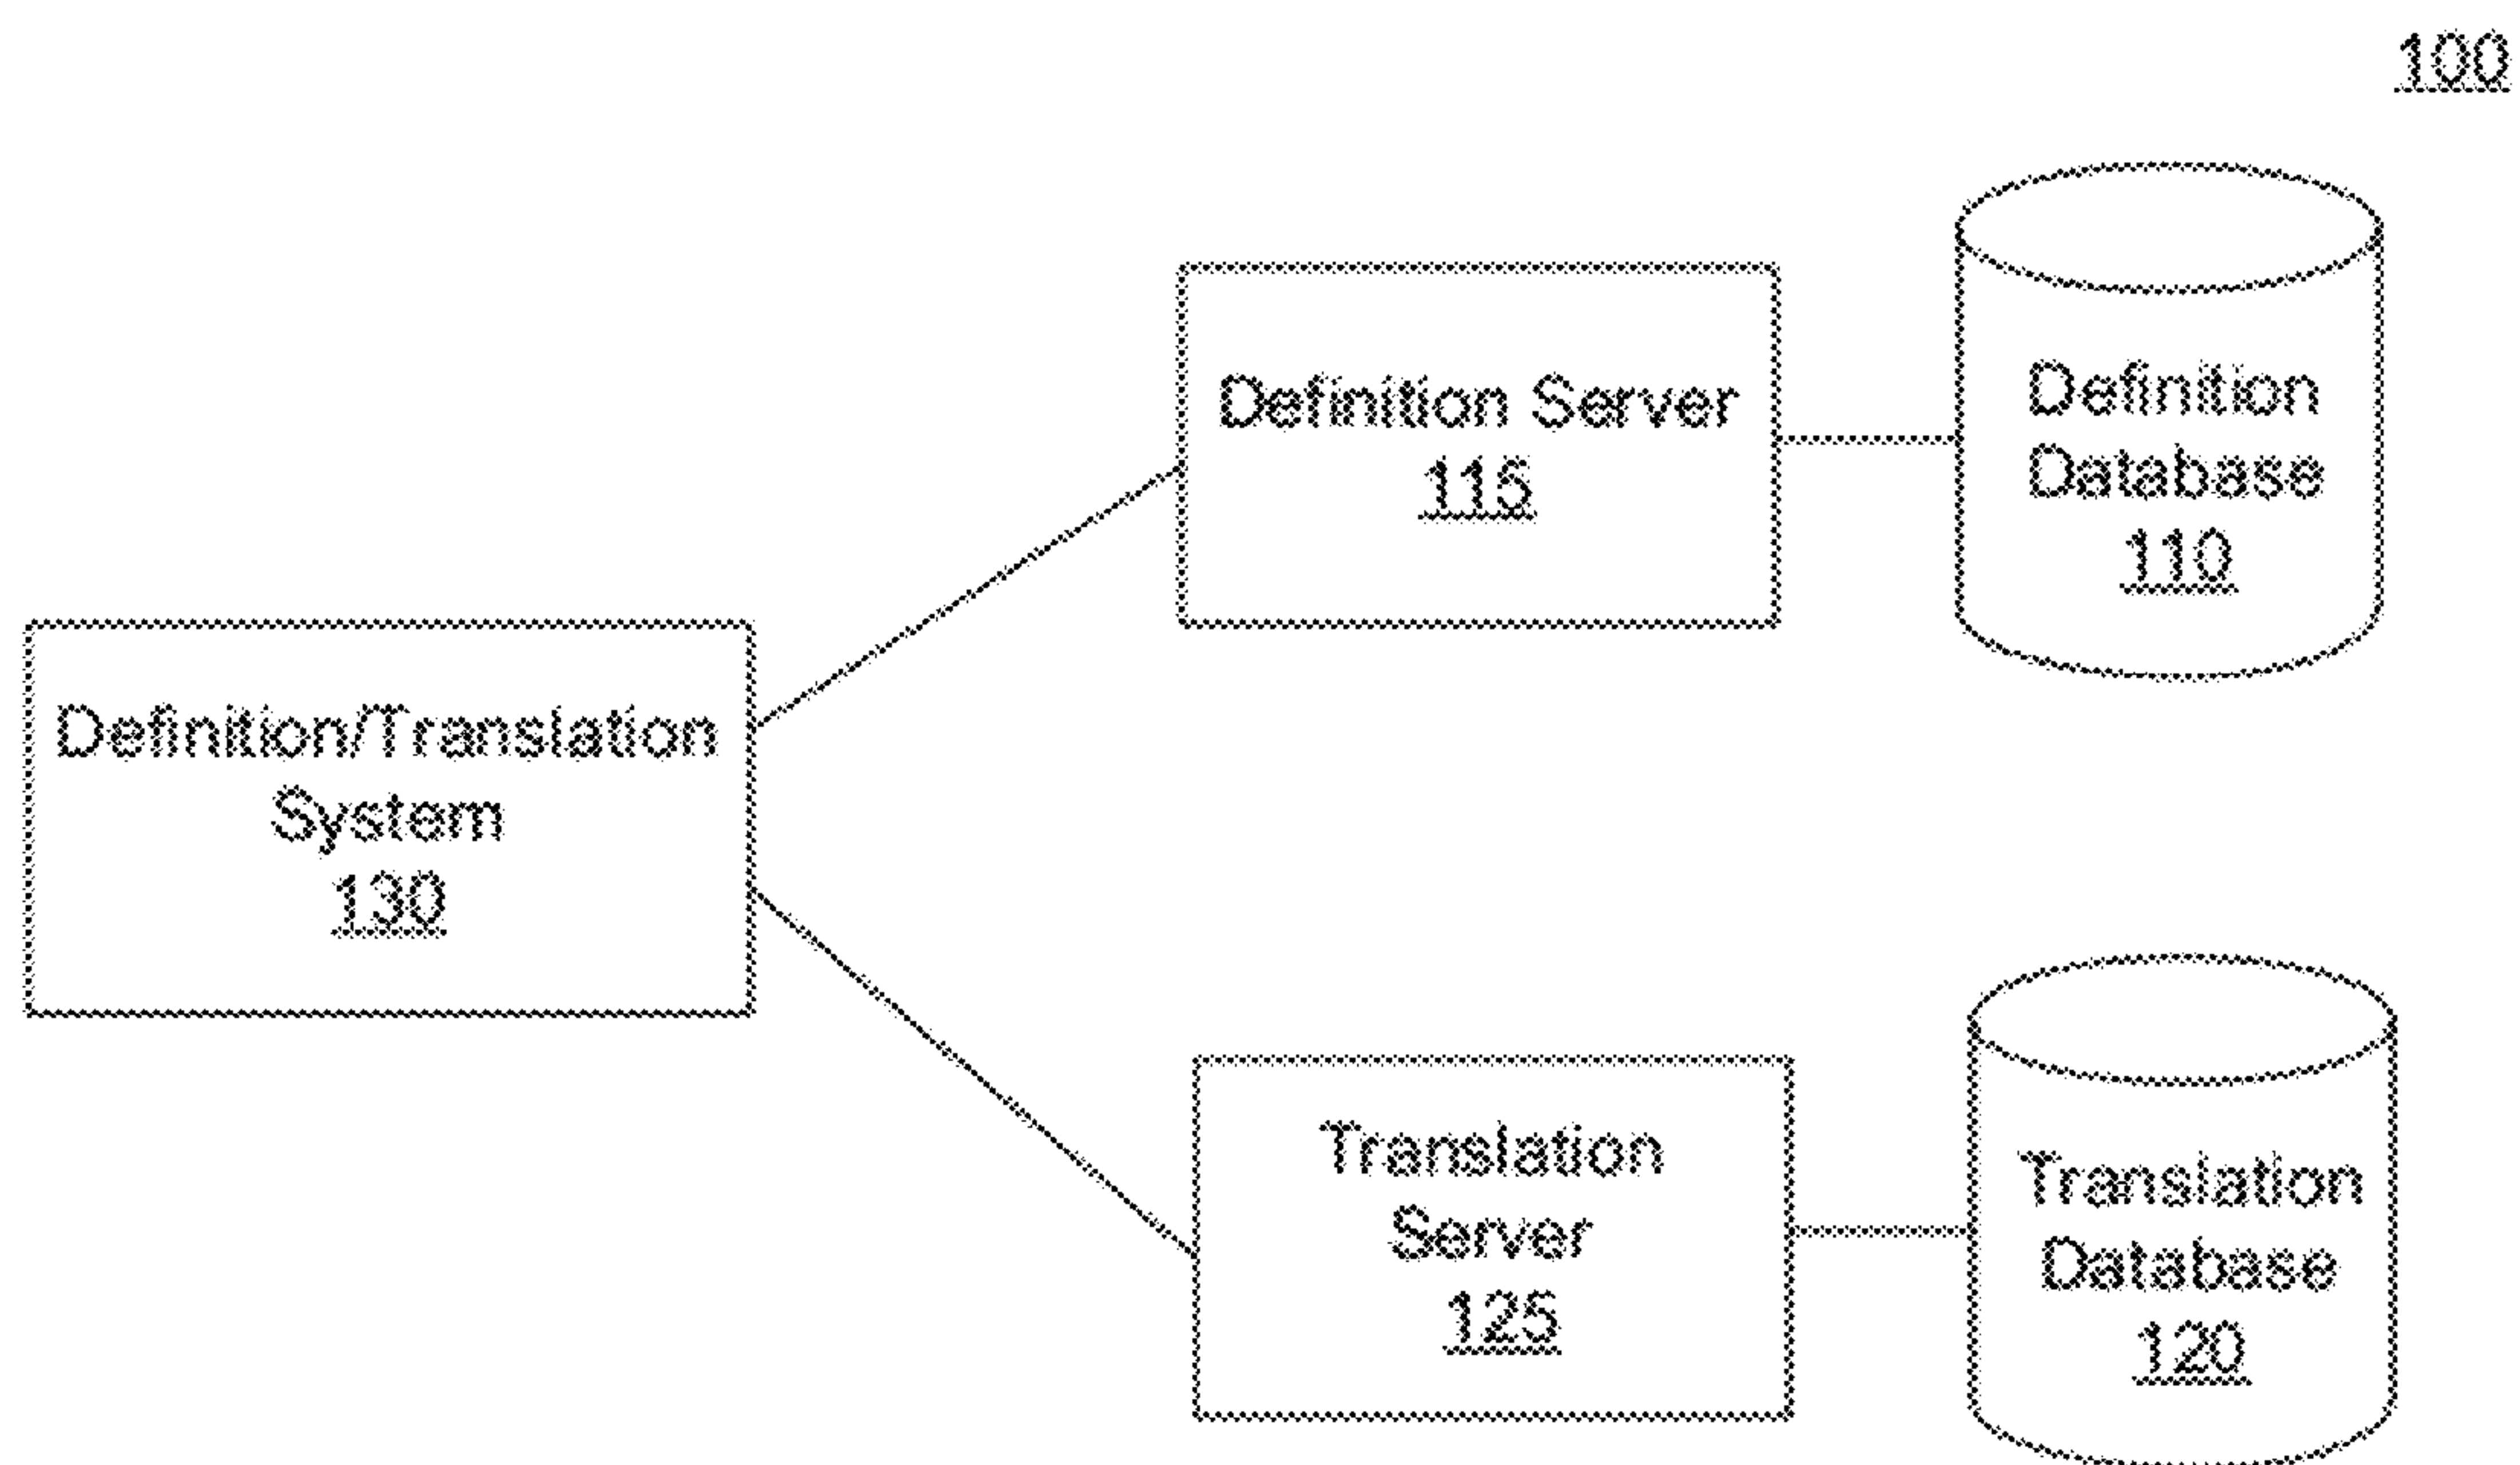 100
Definition Server
115
Definition
Database
110
Definition/Translation
System
130
Translation
Server
125
Translation
Database
120